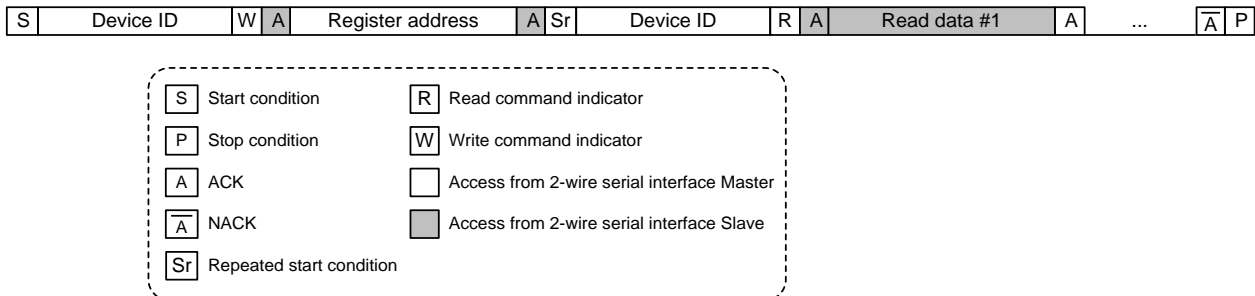 S Device ID W A Register address A Sr Device ID R A Read data #1 A ... A̅ P
S Start condition R Read command indicator
P Stop condition W Write command indicator
A ACK Access from 2-wire serial interface Master
A̅ NACK Access from 2-wire serial interface Slave
Sr Repeated start condition